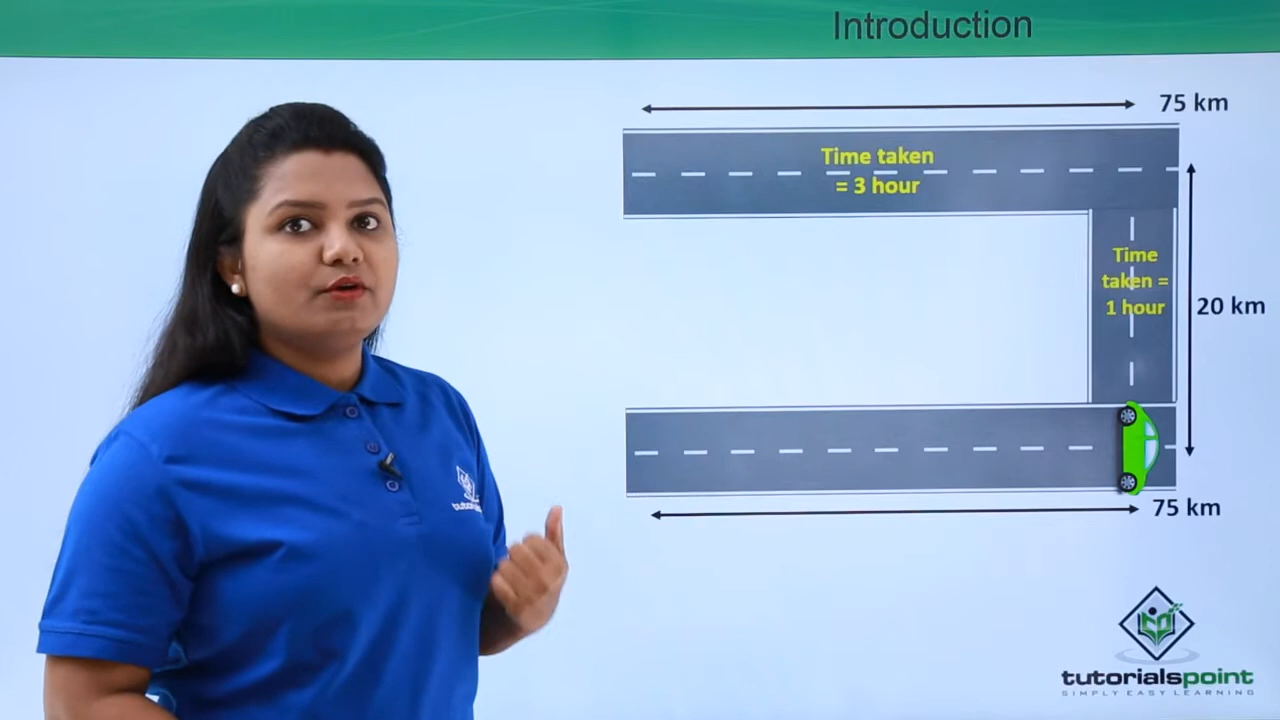 Introduction
75 km
Time taken
= 3 hour
Time
taken =
1 hour
20 km
75 km
tutorialspoint
SIMPLY EASY LEARNING